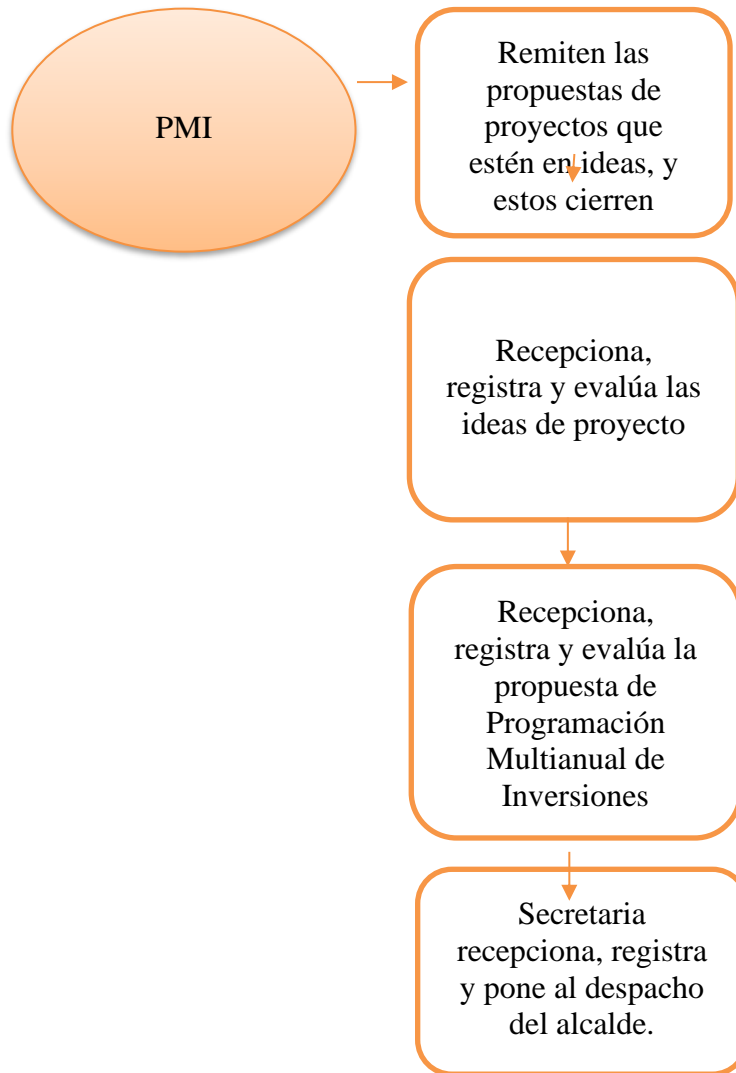 PMI
Remiten las
propuestas de
proyectos que
estén en ideas, y
estos cierren
Recepciona,
registra y evalúa las
ideas de proyecto
Recepciona,
registra y evalúa la
propuesta de
Programación
Multianual de
Inversiones
Secretaria
recepciona, registra
y pone al despacho
del alcalde.